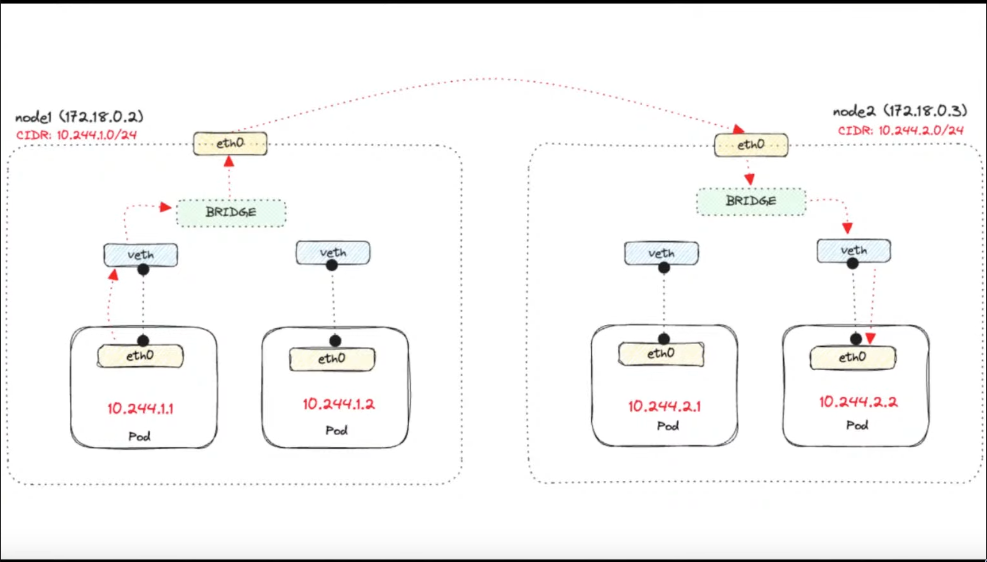 node1 (172.18.0.2)
CIDR: 10.244.1.0/24
eth0
BRIDGE
veth
veth
eth0
10.244.1.1
Pod
eth0
10.244.1.2
Pod
node2 (172.18.0.3)
CIDR: 10.244.2.0/24
eth0
BRIDGE
veth
veth
eth0
10.244.2.1
Pod
eth0
10.244.2.2
Pod